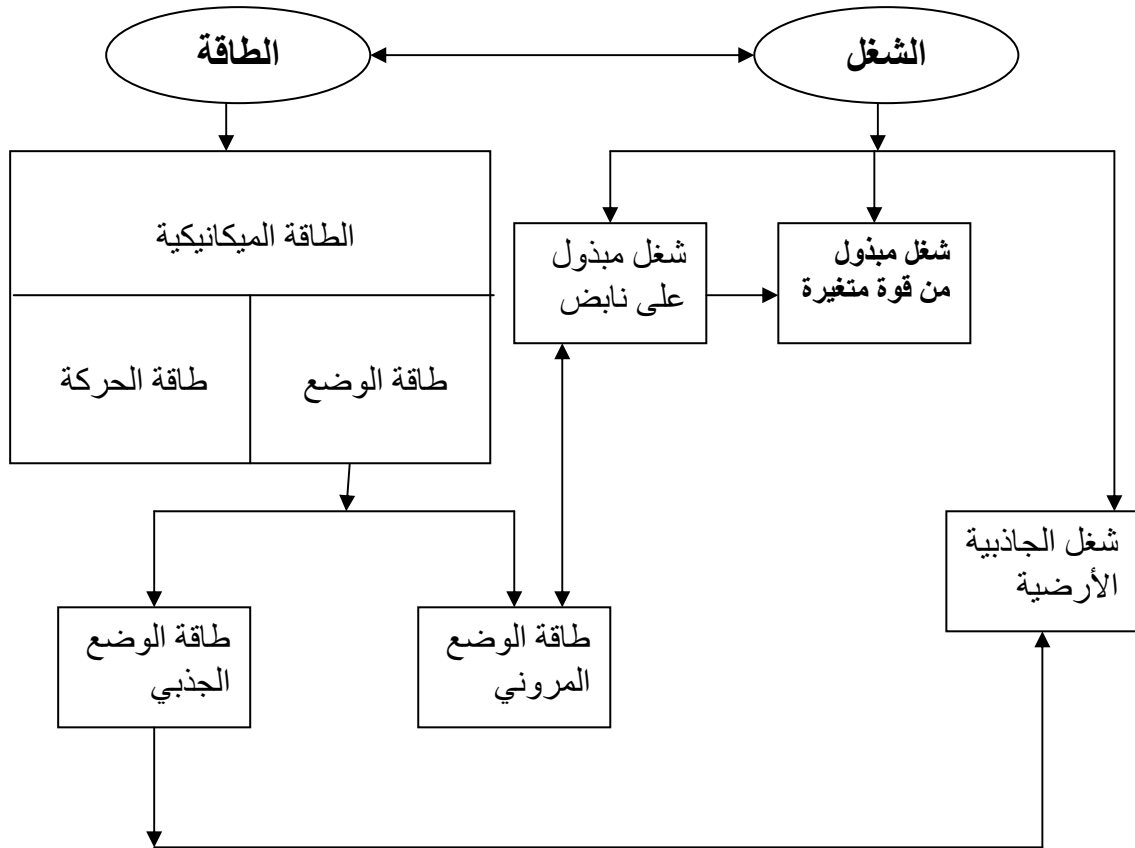 الشغل
الطاقة
الطاقة الميكانيكية
طاقة الوضع
طاقة الحركة
شغل مبذول
من قوة متغيرة
شغل مبذول
على نابض
شغل الجاذبية
الأرضية
طاقة الوضع
المروني
طاقة الوضع
الجذبي